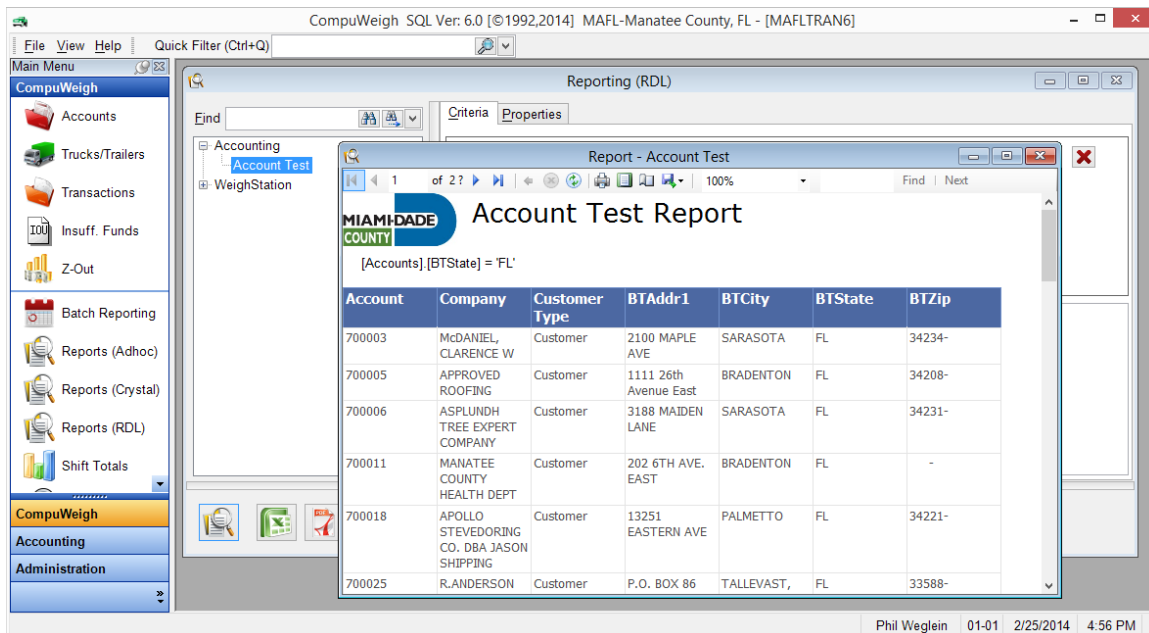 CompuWeigh SQL Ver: 6.0 [©1992,2014] MAFL-Manatee County, FL - [MAFLTRAN6]
File View Help Quick Filter (Ctrl+Q)
Main Menu
CompuWeigh
Accounts
Trucks/Trailers
Transactions
IOU
Insuff. Funds
Z-Out
Batch Reporting
Reports (Adhoc)
Reports (Crystal)
Reports (RDL)
Shift Totals
CompuWeigh
Accounting
Administration
Reporting (RDL)
Find
Criteria Properties
Accounting
Account Test
WeighStation
Report - Account Test
1 of 2? 100% Find | Next
MIAMI-DADE
COUNTY
Account Test Report
[Accounts].[BTState] = 'FL'
Account Company Customer Type BTAddr1 BTCity BTState BTZip
700003 McDANIEL, CLARENCE W Customer 2100 MAPLE AVE SARASOTA FL 34234-
700005 APPROVED ROOFING Customer 1111 26th Avenue East BRADENTON FL 34208-
700006 ASPLUNDH TREE EXPERT COMPANY Customer 3188 MAIDEN LANE SARASOTA FL 34231-
700011 MANATEE COUNTY HEALTH DEPT Customer 202 6TH AVE. EAST BRADENTON FL -
700018 APOLLO STEVEDORING CO. DBA JASON SHIPPING Customer 13251 EASTERN AVE PALMETTO FL 34221-
700025 R.ANDERSON Customer P.O. BOX 86 TALLEVAST, FL 33588-
Phil Weglein 01-01 2/25/2014 4:56 PM